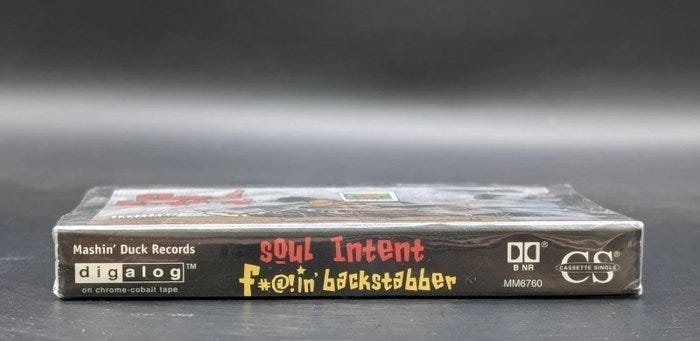 Mashin' Duck Records
digalog™
on chrome-cobalt tape
soul Intent
f*@!in' backstabber
B NR
MM6760
CS®
CASSETTE SINGLE